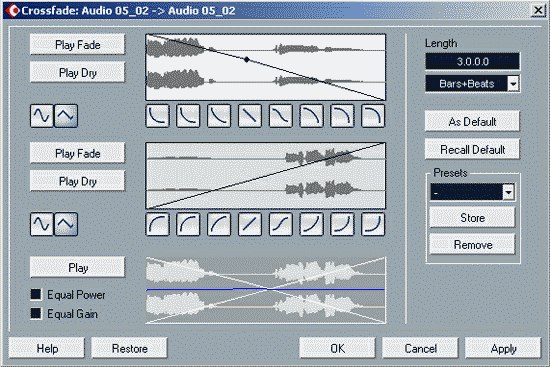 Crossfade: Audio 05_02 -> Audio 05_02
Play Fade
Play Dry
Length
3.0.0.0
Bars+Beats
As Default
Recall Default
Play Fade
Play Dry
Presets
-
Store
Remove
Play
Equal Power
Equal Gain
Help
Restore
OK
Cancel
Apply